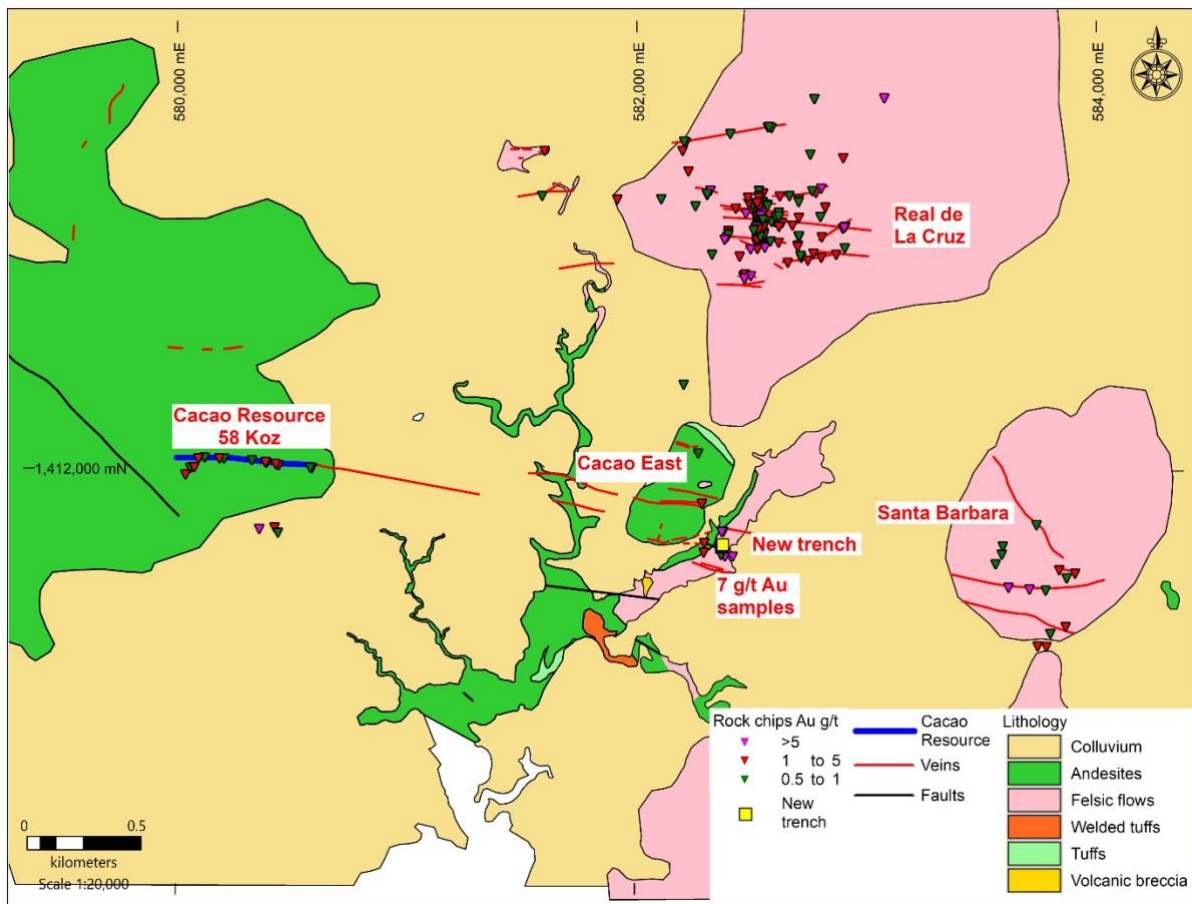 580,000 mE
582,000 mE
584,000 mE
Real de
La Cruz
Cacao Resource
58 Koz
1,412,000 mN
Cacao East
Santa Barbara
New trench
7 g/t Au
samples
Rock chips Au g/t
>5
1 to 5
0.5 to 1
New
trench
Cacao
Resource
Veins
Faults
Lithology
Colluvium
Andesites
Felsic flows
Welded tuffs
Tuffs
Volcanic breccia
0 0.5
kilometers
Scale 1:20,000